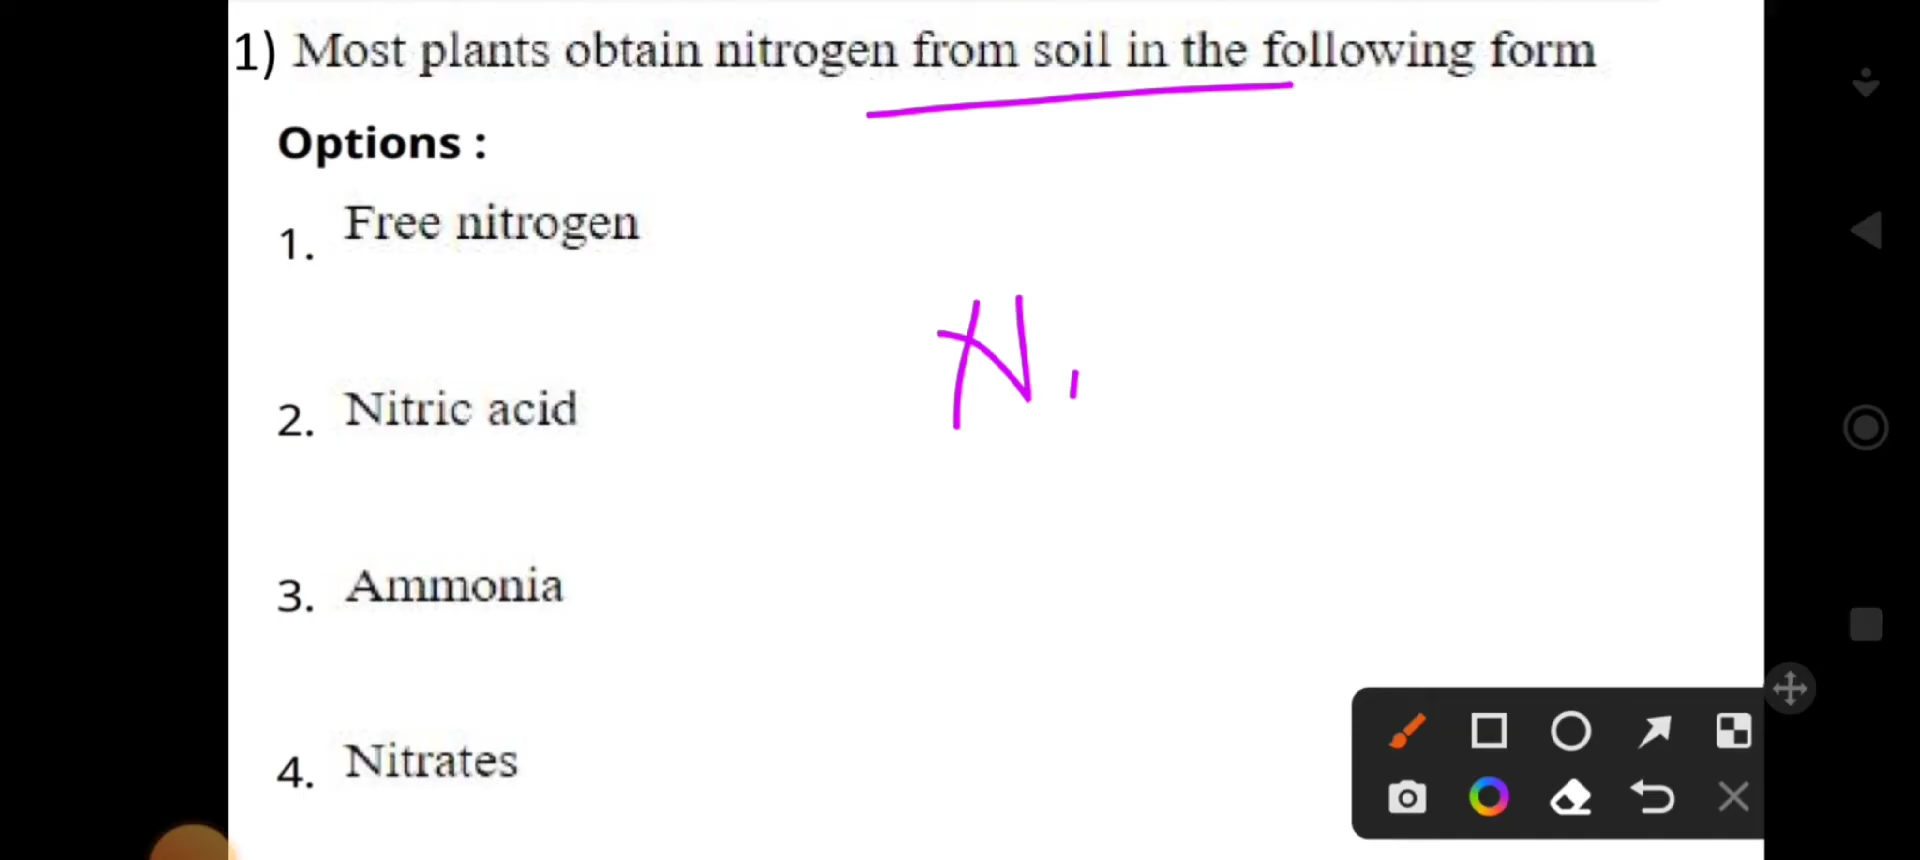 1) Most plants obtain nitrogen from soil in the following form
Options :
1. Free nitrogen
N
2. Nitric acid
3. Ammonia
4. Nitrates